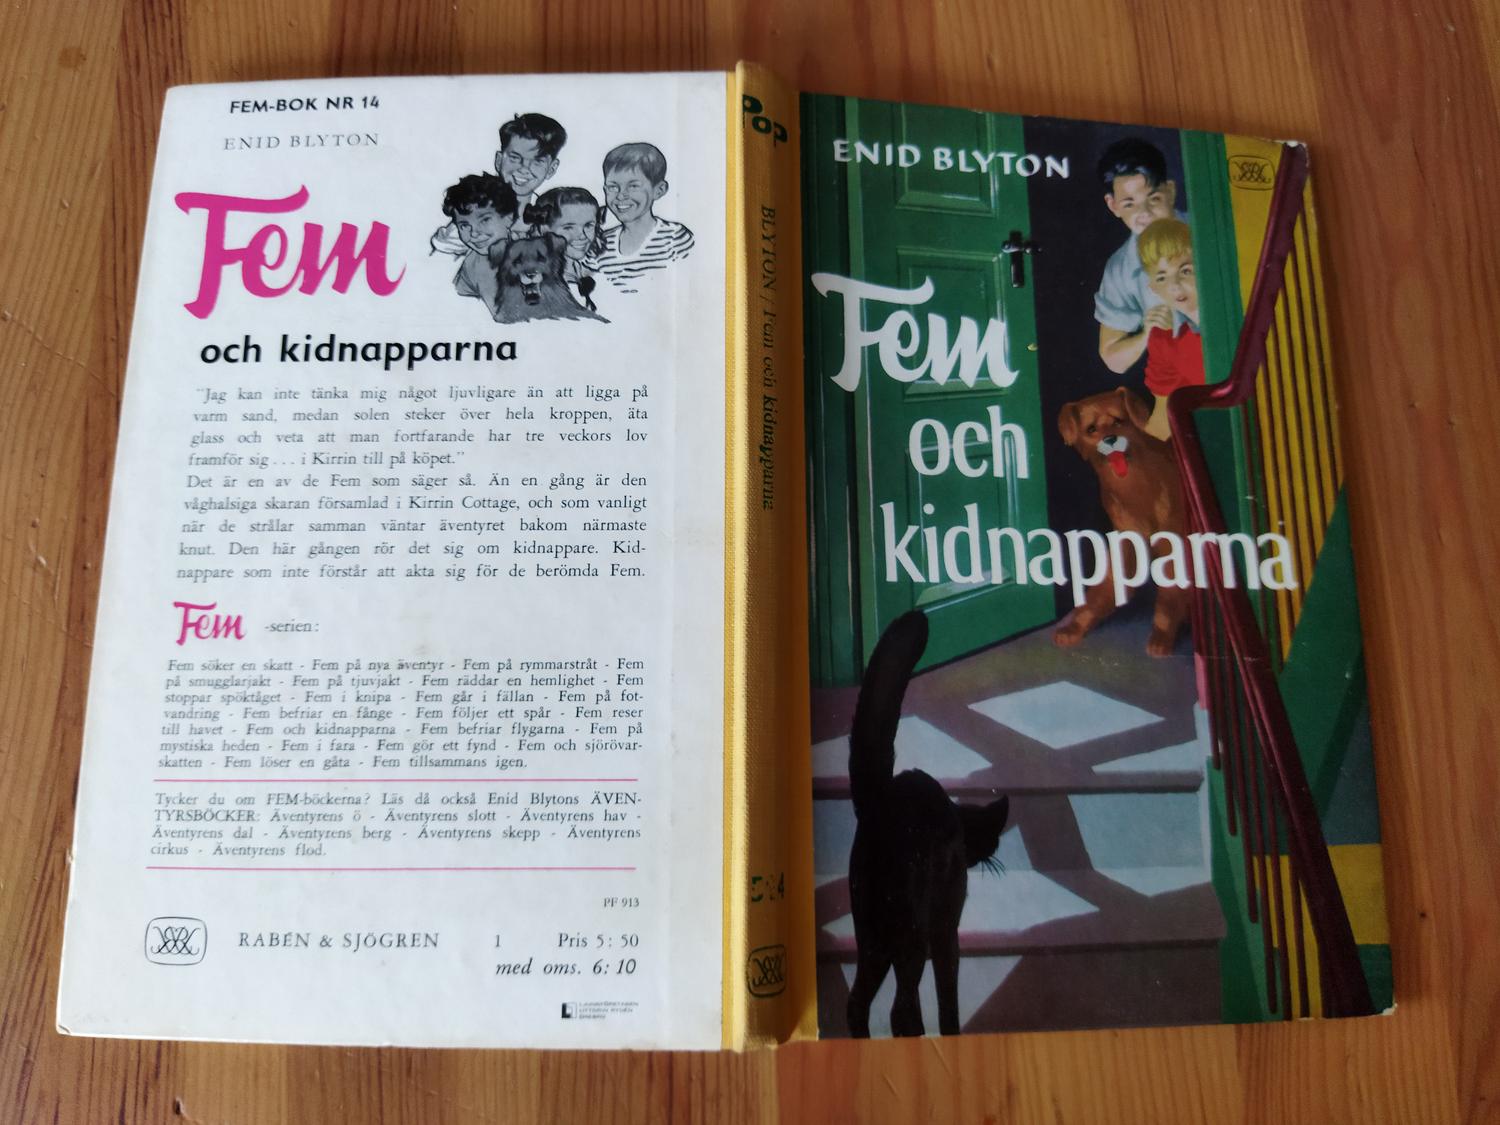 FEM-BOK NR 14
ENID BLYTON
Fem
och kidnapparna
"Jag kan inte tänka mig något ljuvligare än att ligga på
varm sand, medan solen steker över hela kroppen, äta
glass och veta att man fortfarande har tre veckors lov
framför sig . . . i Kirrin till på köpet."
Det är en av de Fem som säger så. Än en gång är den
våghalsiga skaran församlad i Kirrin Cottage, och som vanligt
när de strålar samman väntar äventyret bakom närmaste
knut. Den här gången rör det sig om kidnappare. Kid-
nappare som inte förstår att akta sig för de berömda Fem.
Fem -serien:
Fem söker en skatt - Fem på nya äventyr - Fem på rymmarstråt - Fem
på smugglarjakt - Fem på tjuvjakt - Fem räddar en hemlighet - Fem
stoppar spöktåget - Fem i knipa - Fem går i fällan - Fem på fot-
vandring - Fem befriar en fånge - Fem följer ett spår - Fem reser
till havet - Fem och kidnapparna - Fem befriar flygarna - Fem på
mystiska heden - Fem i fara - Fem gör ett fynd - Fem och sjörövar-
skatten - Fem löser en gåta - Fem tillsammans igen.
Tycker du om FEM-böckerna? Läs då också Enid Blytons ÄVEN-
TYRSBÖCKER: Äventyrens ö - Äventyrens slott - Äventyrens hav -
Äventyrens dal - Äventyrens berg - Äventyrens skepp - Äventyrens
cirkus - Äventyrens flod.
PF 913
RABÉN & SJÖGREN 1 Pris 5: 50
med oms. 6: 10
Pop
BLYTON / Fem och kidnapparna
ENID BLYTON
Fem
och
kidnapparna